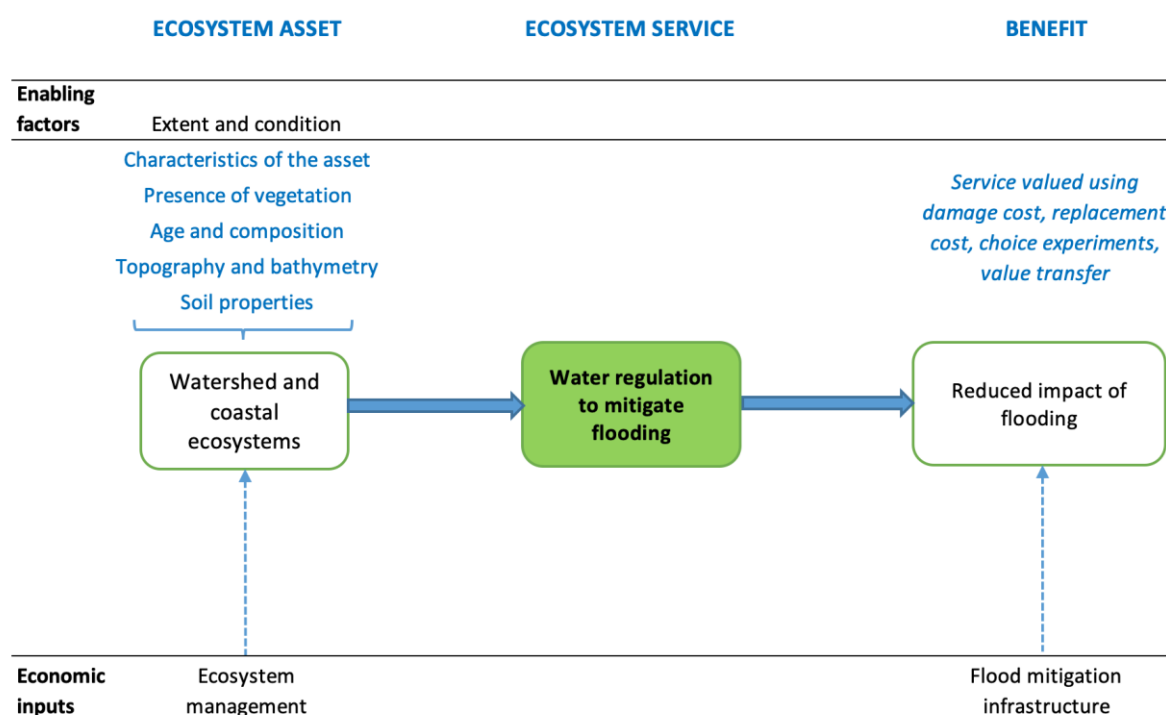 ECOSYSTEM ASSET
ECOSYSTEM SERVICE
BENEFIT
Enabling
factors
Extent and condition
Characteristics of the asset
Presence of vegetation
Age and composition
Topography and bathymetry
Soil properties
Service valued using
damage cost, replacement
cost, choice experiments,
value transfer
Watershed and
coastal
ecosystems
Water regulation
to mitigate
flooding
Reduced impact of
flooding
Economic
inputs
Ecosystem
management
Flood mitigation
infrastructure